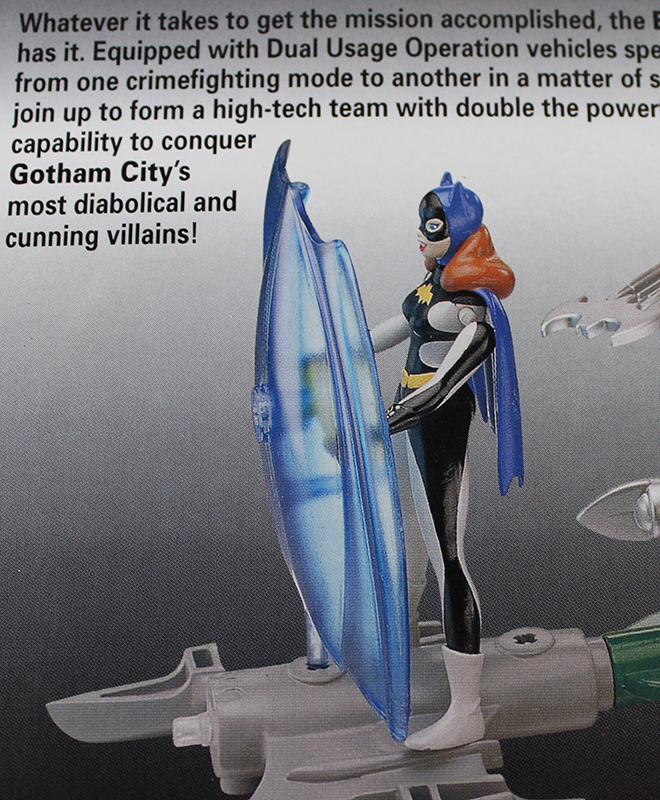 Whatever it takes to get the mission accomplished, the
has it. Equipped with Dual Usage Operation vehicles
from one crimefighting mode to another in a matter of
join up to form a high-tech team with double the power
capability to conquer
Gotham City's
most diabolical and
cunning villains!